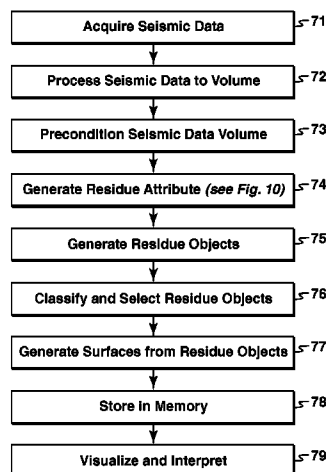 Acquire Seismic Data 71
Process Seismic Data to Volume 72
Precondition Seismic Data Volume 73
Generate Residue Attribute (see Fig. 10) 74
Generate Residue Objects 75
Classify and Select Residue Objects 76
Generate Surfaces from Residue Objects 77
Store in Memory 78
Visualize and Interpret 79